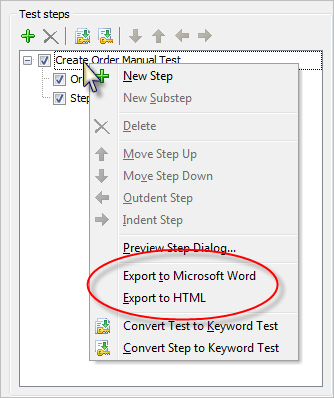 Test steps
Create Order Manual Test
Or
Step
New Step
New Substep
Delete
Move Step Up
Move Step Down
Outdent Step
Indent Step
Preview Step Dialog...
Export to Microsoft Word
Export to HTML
Convert Test to Keyword Test
Convert Step to Keyword Test